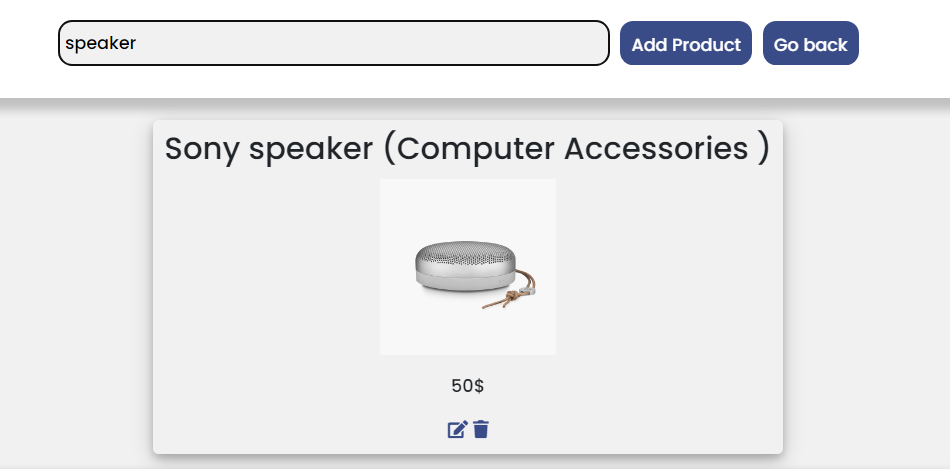 speaker
Add Product
Go back
Sony speaker (Computer Accessories )
50$